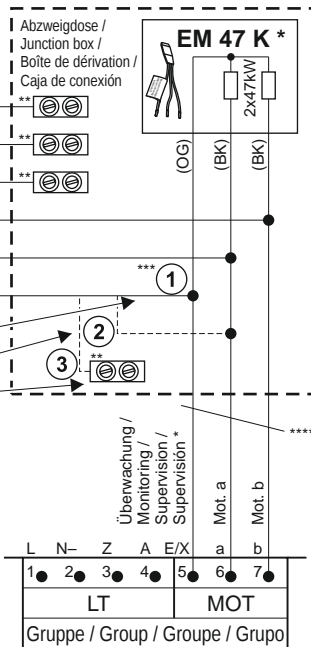 Abzweigdose /
Junction box /
Boîte de dérivation /
Caja de conexión
EM 47 K *
2x47kW
**
**
**
(OG)
(BK)
(BK)
***
1
2
3
**
****
Überwachung /
Monitoring /
Supervision /
Supervisión *
Mot. a
Mot. b
L N– Z A E/X a b
1 2 3 4 5 6 7
LT MOT
Gruppe / Group / Groupe / Grupo